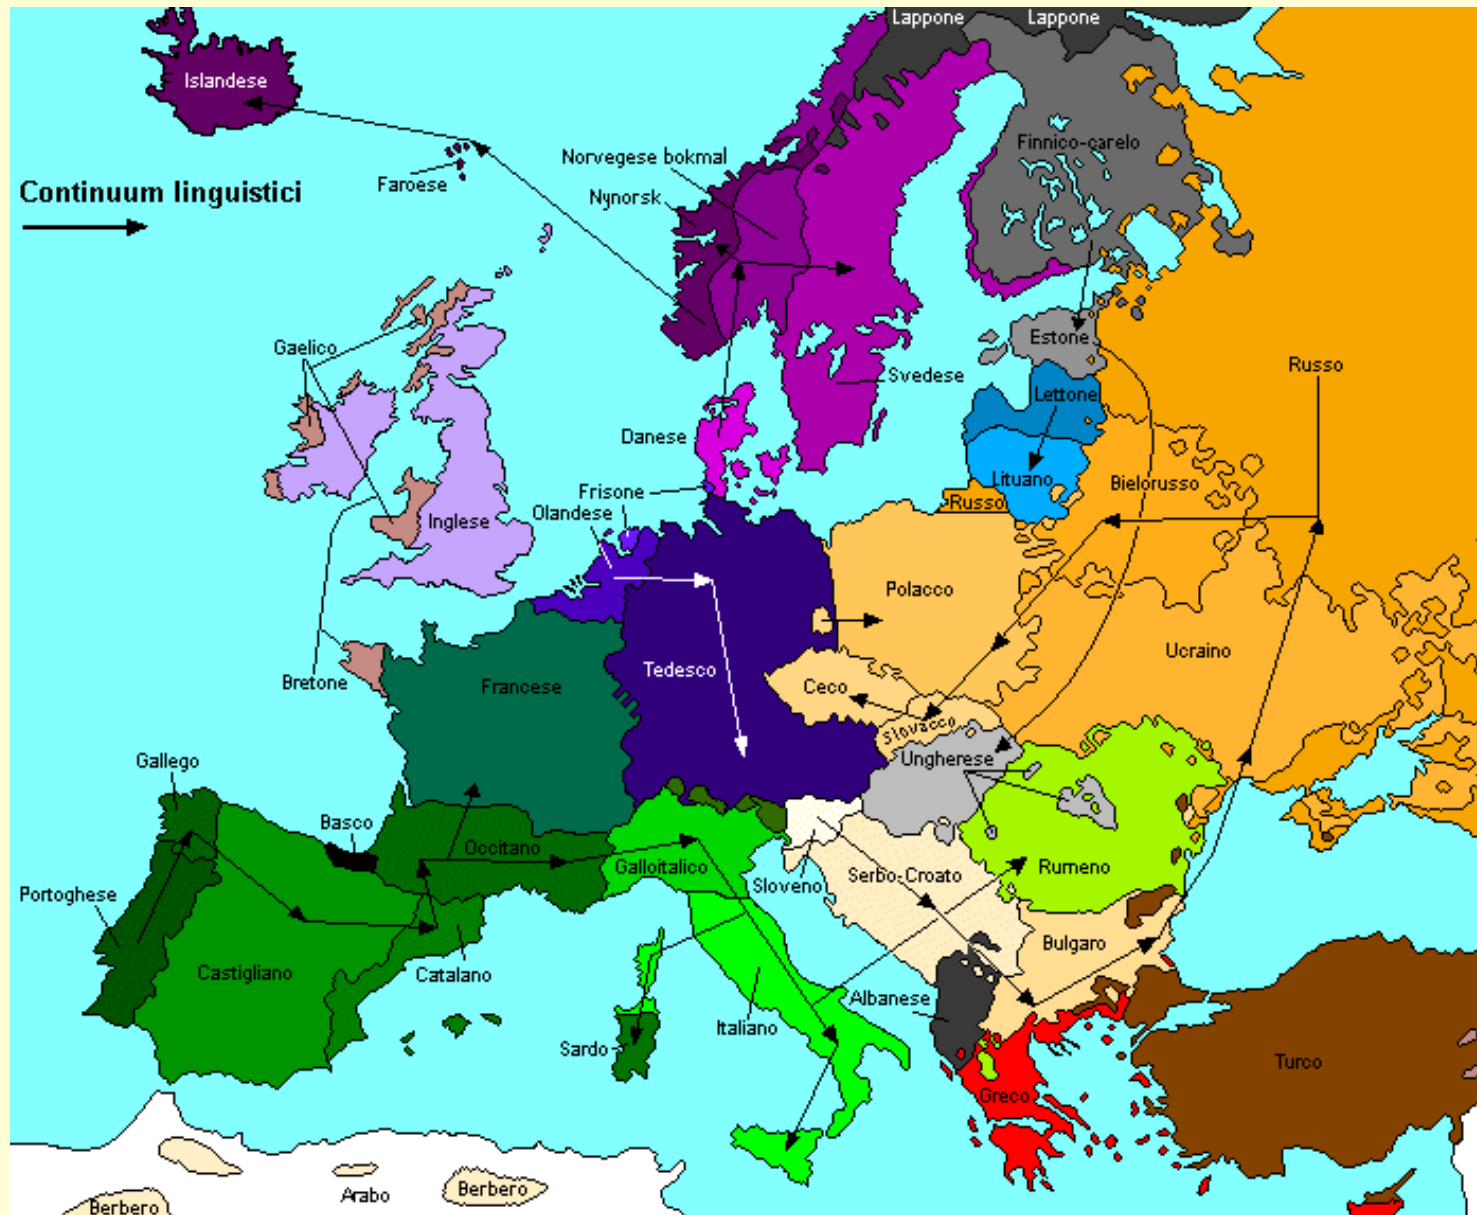 Lappone
Lappone
Islandese
Finnico-carelo
Norvegese bokmal
Faroese
Continuum linguistici
Nynorsk
Estone
Gaelico
Russo
Svedese
Lettone
Danese
Lituano
Bielorusso
Frisone
Russo
Olandese
Inglese
Polacco
Ucraino
Tedesco
Bretone
Francese
Ceco
Slovacco
Gallego
Ungherese
Basco
Occitano
Galloitalico
Rumeno
Serbo-Croato
Portoghese
Sloveno
Bulgaro
Castigliano
Catalano
Albanese
Italiano
Sardo
Turco
Greco
Berbero
Arabo
Berbero